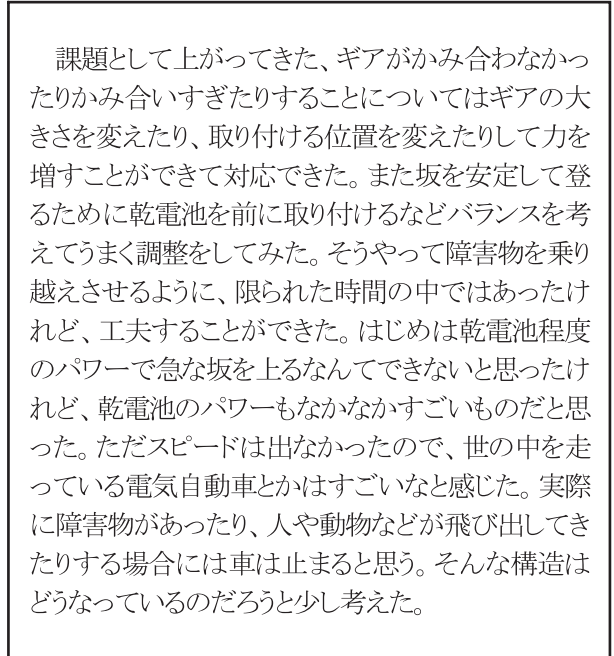 課題として上がってきた、ギアがかみ合わなかっ
たりかみ合いすぎたりすることについてはギアの大
きさを変えたり、取り付ける位置を変えたりして力を
増すことができて対応できた。また坂を安定して登
るために乾電池を前に取り付けるなどバランスを考
えてうまく調整をしてみた。そうやって障害物を乗り
越えさせるように、限られた時間の中ではあったけ
れど、工夫することができた。はじめは乾電池程度
のパワーで急な坂を上るなんてできないと思ったけ
れど、乾電池のパワーもなかなかすごいものだと思
った。ただスピードは出なかったので、世の中を走
っている電気自動車とかはすごいなと感じた。実際
に障害物があったり、人や動物などが飛び出してき
たりする場合には車は止まると思う。そんな構造は
どうなっているのだろうと少し考えた。